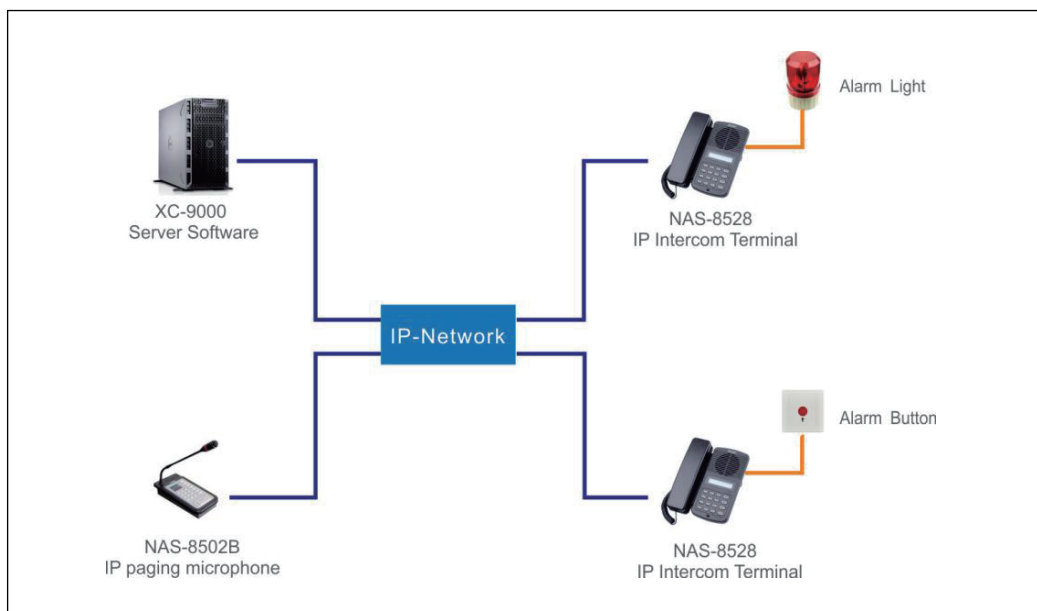 Alarm Light
XC-9000
Server Software
NAS-8528
IP Intercom Terminal
IP-Network
Alarm Button
NAS-8502B
IP paging microphone
NAS-8528
IP Intercom Terminal